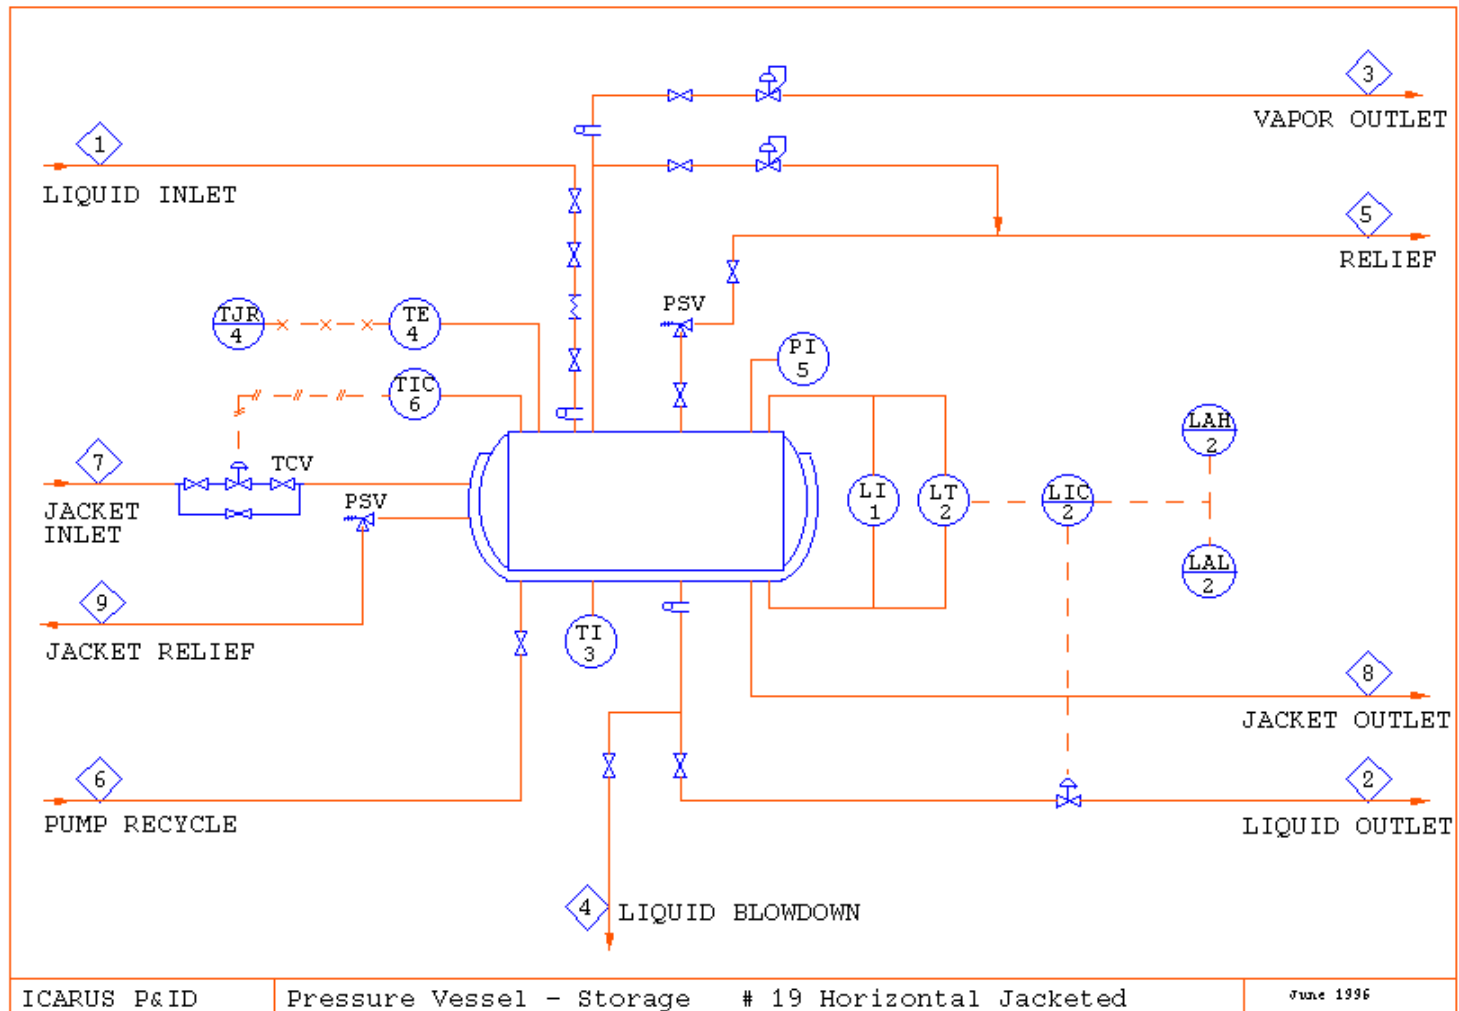 3
VAPOR OUTLET
1
LIQUID INLET
5
RELIEF
TJR
4
TE
4
PSV
PI
5
TIC
6
LAH
2
7
TCV
JACKET
INLET
PSV
LI
1
LT
2
LIC
2
LAL
2
9
JACKET RELIEF
TI
3
8
JACKET OUTLET
6
PUMP RECYCLE
2
LIQUID OUTLET
4
LIQUID BLOWDOWN
ICARUS P&ID
Pressure Vessel - Storage # 19 Horizontal Jacketed
June 1996